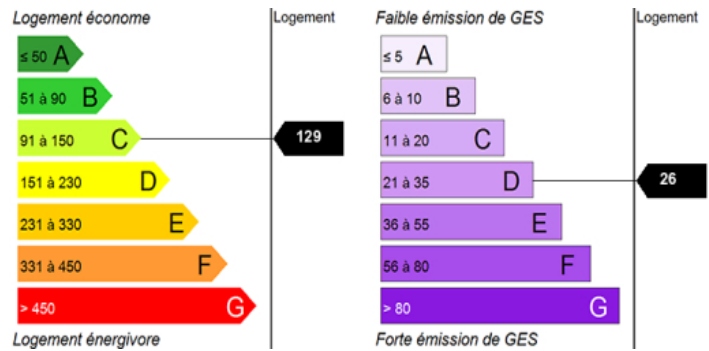 Logement économe
Logement
≤ 50 A
51 à 90 B
91 à 150 C
129
151 à 230 D
231 à 330 E
331 à 450 F
> 450 G
Logement énergivore
Faible émission de GES
Logement
≤ 5 A
6 à 10 B
11 à 20 C
21 à 35 D
26
36 à 55 E
56 à 80 F
> 80 G
Forte émission de GES